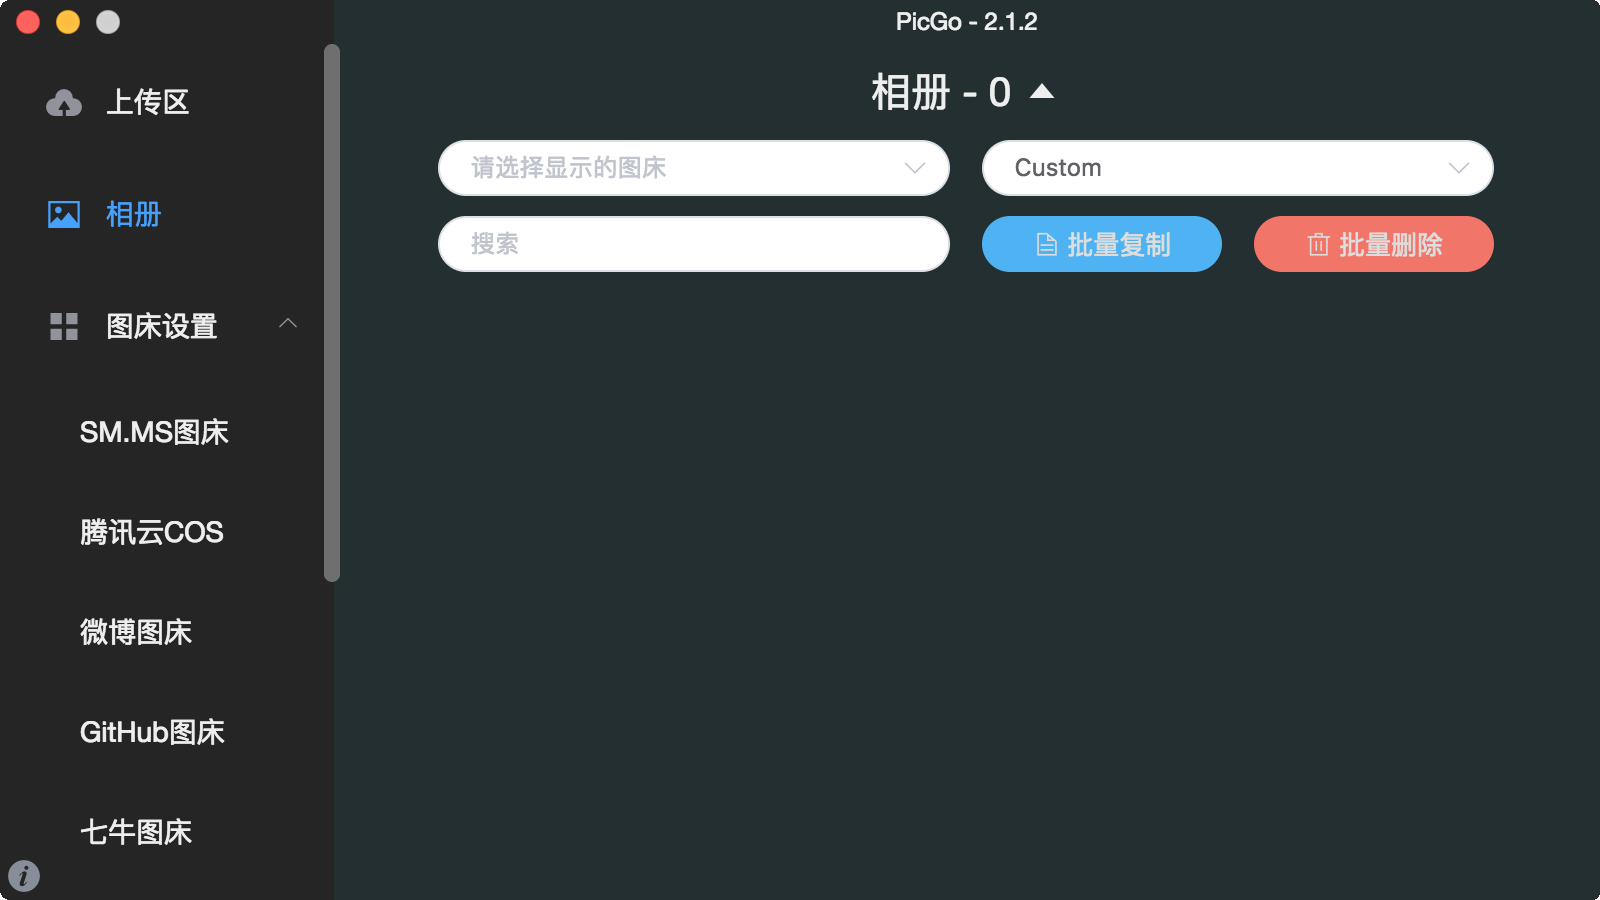 PicGo - 2.1.2
上传区
相册
图床设置
SM.MS图床
腾讯云COS
微博图床
GitHub图床
七牛图床
相册 - 0
请选择显示的图床
Custom
搜索
批量复制
批量删除